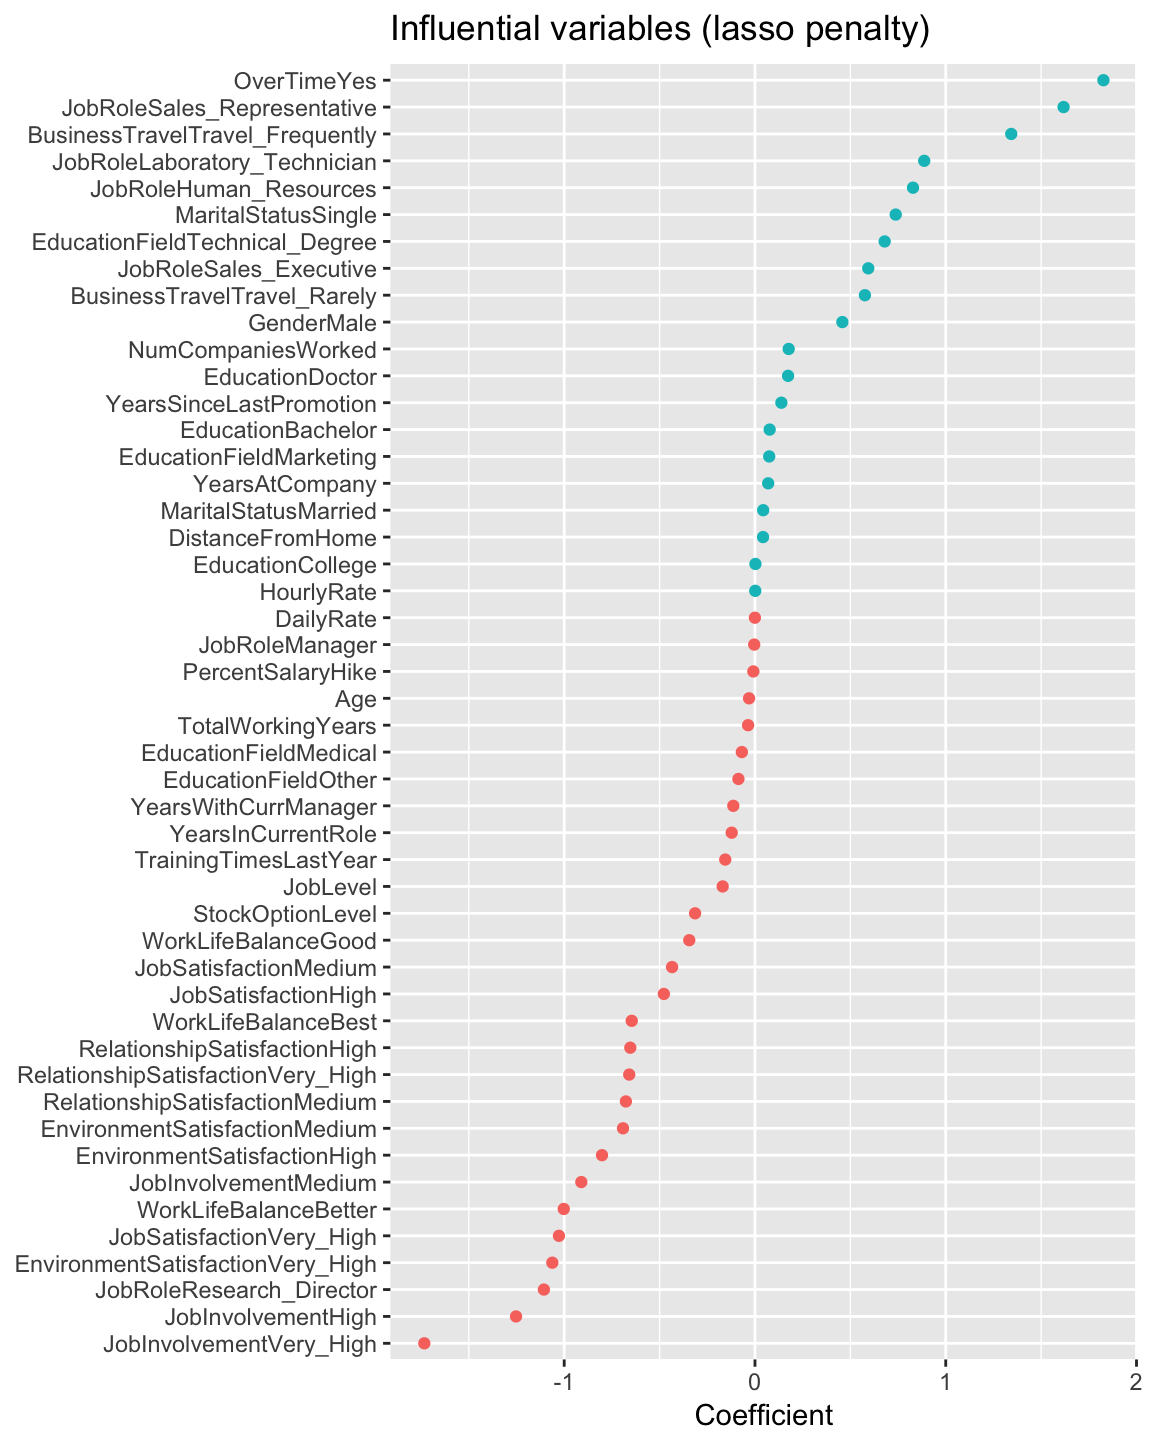 Influential variables (lasso penalty)
OverTimeYes
JobRoleSales_Representative
BusinessTravelTravel_Frequently
JobRoleLaboratory_Technician
JobRoleHuman_Resources
MaritalStatusSingle
EducationFieldTechnical_Degree
JobRoleSales_Executive
BusinessTravelTravel_Rarely
GenderMale
NumCompaniesWorked
EducationDoctor
YearsSinceLastPromotion
EducationBachelor
EducationFieldMarketing
YearsAtCompany
MaritalStatusMarried
DistanceFromHome
EducationCollege
HourlyRate
DailyRate
JobRoleManager
PercentSalaryHike
Age
TotalWorkingYears
EducationFieldMedical
EducationFieldOther
YearsWithCurrManager
YearsInCurrentRole
TrainingTimesLastYear
JobLevel
StockOptionLevel
WorkLifeBalanceGood
JobSatisfactionMedium
JobSatisfactionHigh
WorkLifeBalanceBest
RelationshipSatisfactionHigh
RelationshipSatisfactionVery_High
RelationshipSatisfactionMedium
EnvironmentSatisfactionMedium
EnvironmentSatisfactionHigh
JobInvolvementMedium
WorkLifeBalanceBetter
JobSatisfactionVery_High
EnvironmentSatisfactionVery_High
JobRoleResearch_Director
JobInvolvementHigh
JobInvolvementVery_High
-1 0 1 2
Coefficient